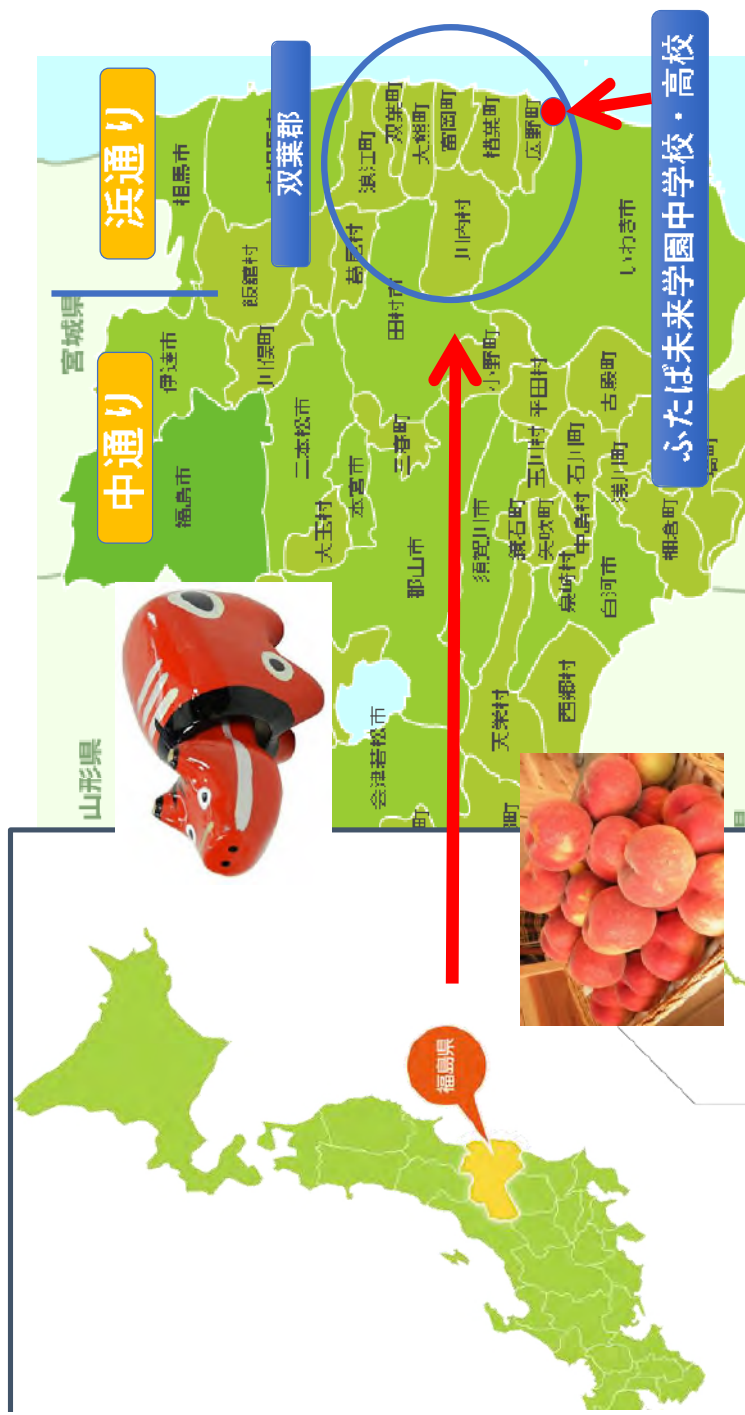 宮城県
山形県
中通り
浜通り
福島市
伊達市
相馬市
飯舘村
川俣町
双葉郡
二本松市
大玉村
本宮市
葛尾村
浪江町
会津若松市
三春町
田村市
双葉町
郡山市
大熊町
福島県
富岡町
川内村
小野町
須賀川市
楢葉町
天栄村
鏡石町
玉川村
平田村
広野町
矢吹町
西郷村
泉崎村
中島村
石川町
白河市
古殿町
浅川町
いわき市
棚倉町
ふたば未来学園中学校・高校